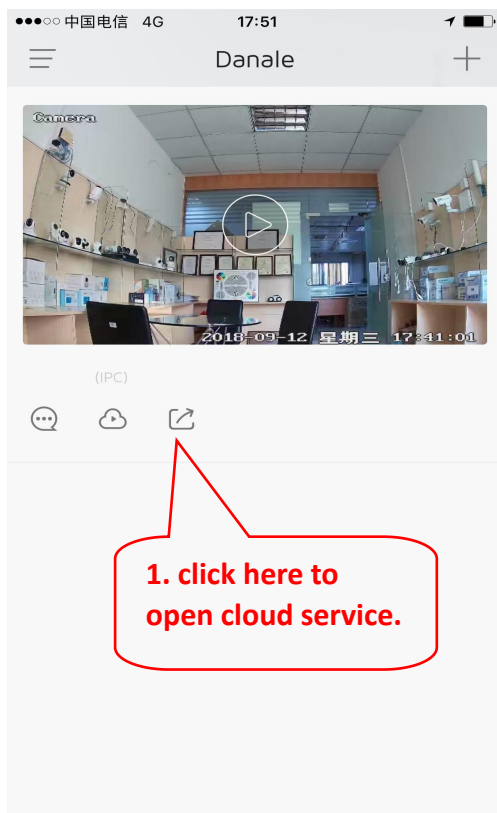 中国电信 4G 17:51
Danale
Camera
2018-09-12 星期三 17:41:01
(IPC)
1. click here to
open cloud service.